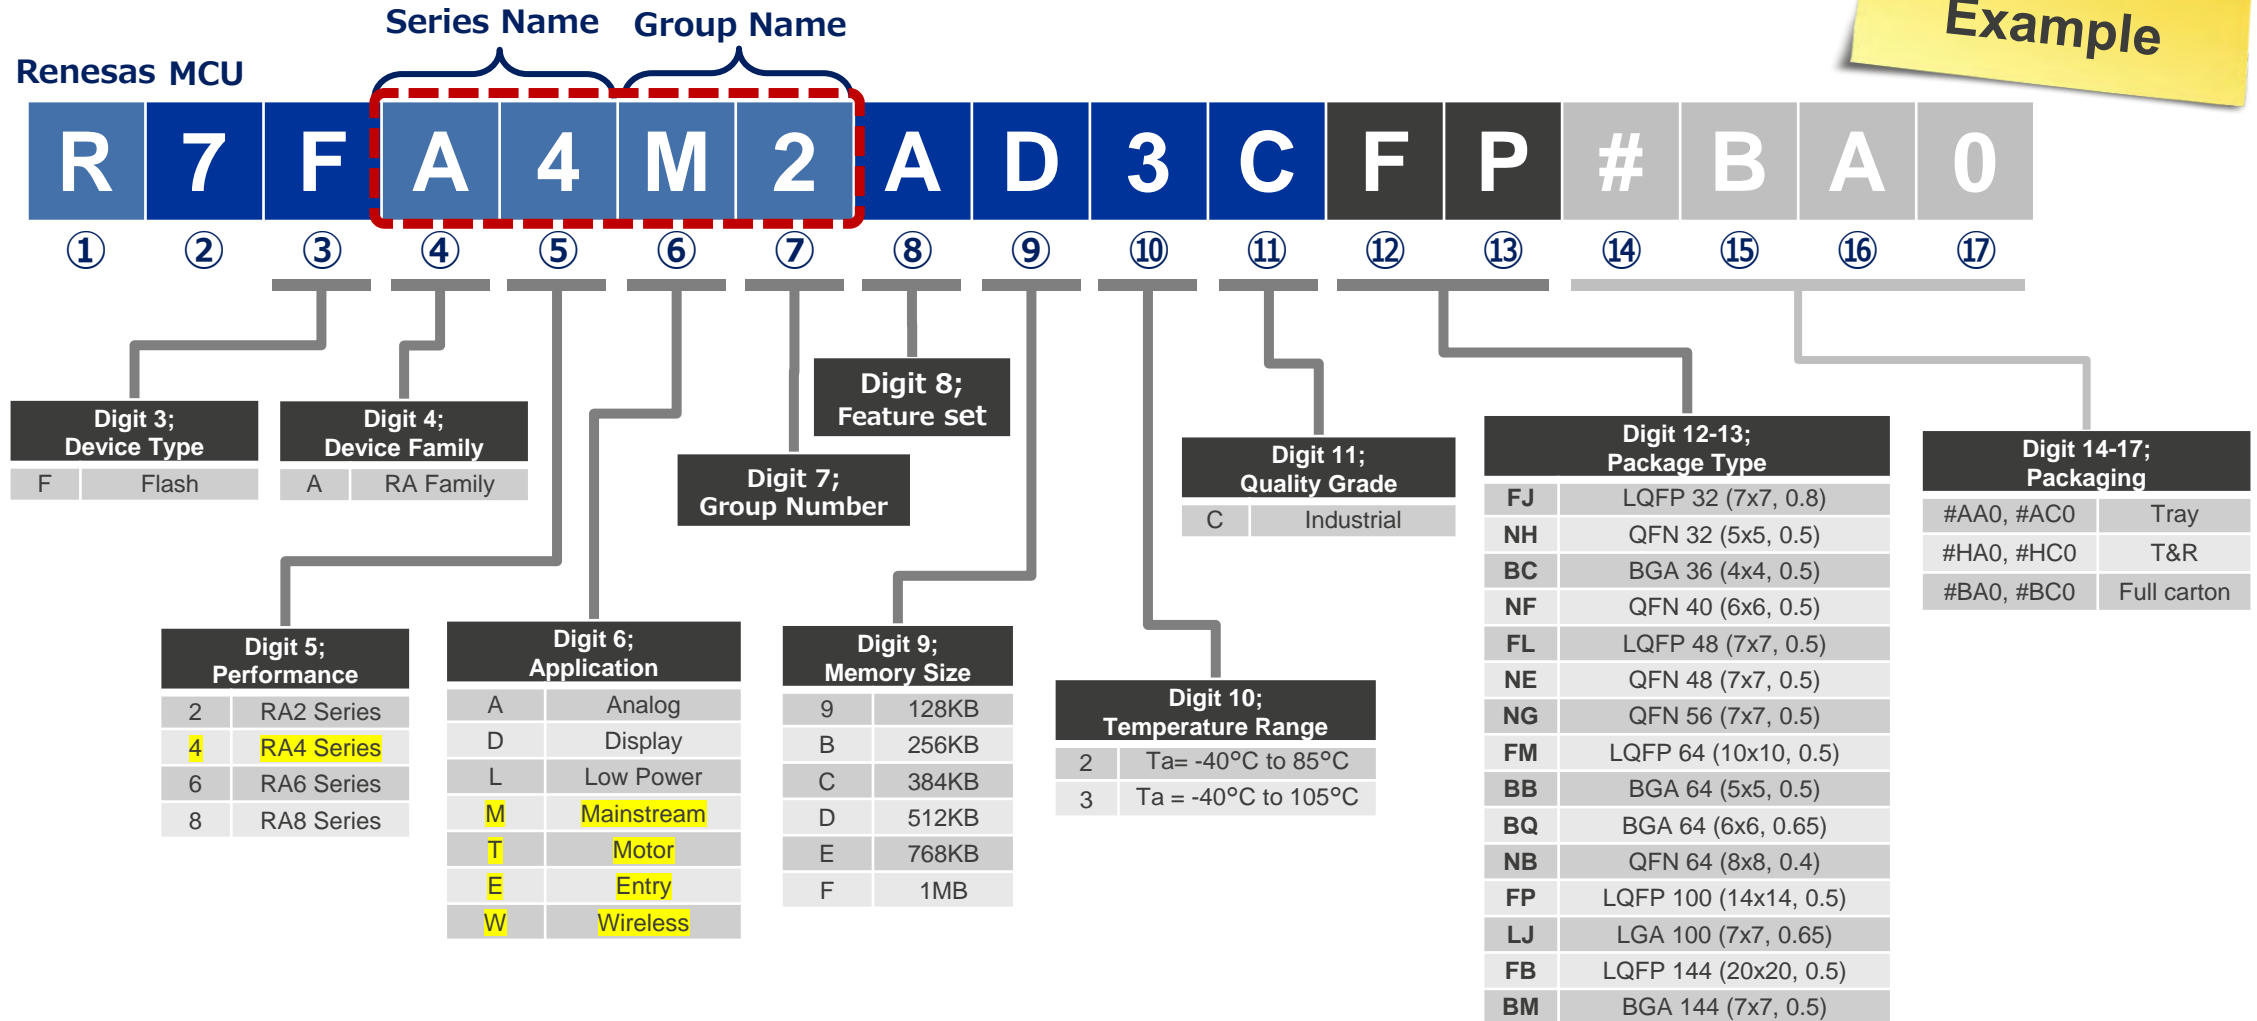 Example
Series Name Group Name
Renesas MCU
R 7 F A 4 M 2 A D 3 C F P # B A 0
① ② ③ ④ ⑤ ⑥ ⑦ ⑧ ⑨ ⑩ ⑪ ⑫ ⑬ ⑭ ⑮ ⑯ ⑰
Digit 3;
Device Type
F Flash
Digit 4;
Device Family
A RA Family
Digit 5;
Performance
2 RA2 Series
4 RA4 Series
6 RA6 Series
8 RA8 Series
Digit 6;
Application
A Analog
D Display
L Low Power
M Mainstream
T Motor
E Entry
W Wireless
Digit 7;
Group Number
Digit 8;
Feature set
Digit 9;
Memory Size
9 128KB
B 256KB
C 384KB
D 512KB
E 768KB
F 1MB
Digit 10;
Temperature Range
2 Ta= -40°C to 85°C
3 Ta = -40°C to 105°C
Digit 11;
Quality Grade
C Industrial
Digit 12-13;
Package Type
FJ LQFP 32 (7x7, 0.8)
NH QFN 32 (5x5, 0.5)
BC BGA 36 (4x4, 0.5)
NF QFN 40 (6x6, 0.5)
FL LQFP 48 (7x7, 0.5)
NE QFN 48 (7x7, 0.5)
NG QFN 56 (7x7, 0.5)
FM LQFP 64 (10x10, 0.5)
BB BGA 64 (5x5, 0.5)
BQ BGA 64 (6x6, 0.65)
NB QFN 64 (8x8, 0.4)
FP LQFP 100 (14x14, 0.5)
LJ LGA 100 (7x7, 0.65)
FB LQFP 144 (20x20, 0.5)
BM BGA 144 (7x7, 0.5)
Digit 14-17;
Packaging
#AA0, #AC0 Tray
#HA0, #HC0 T&R
#BA0, #BC0 Full carton